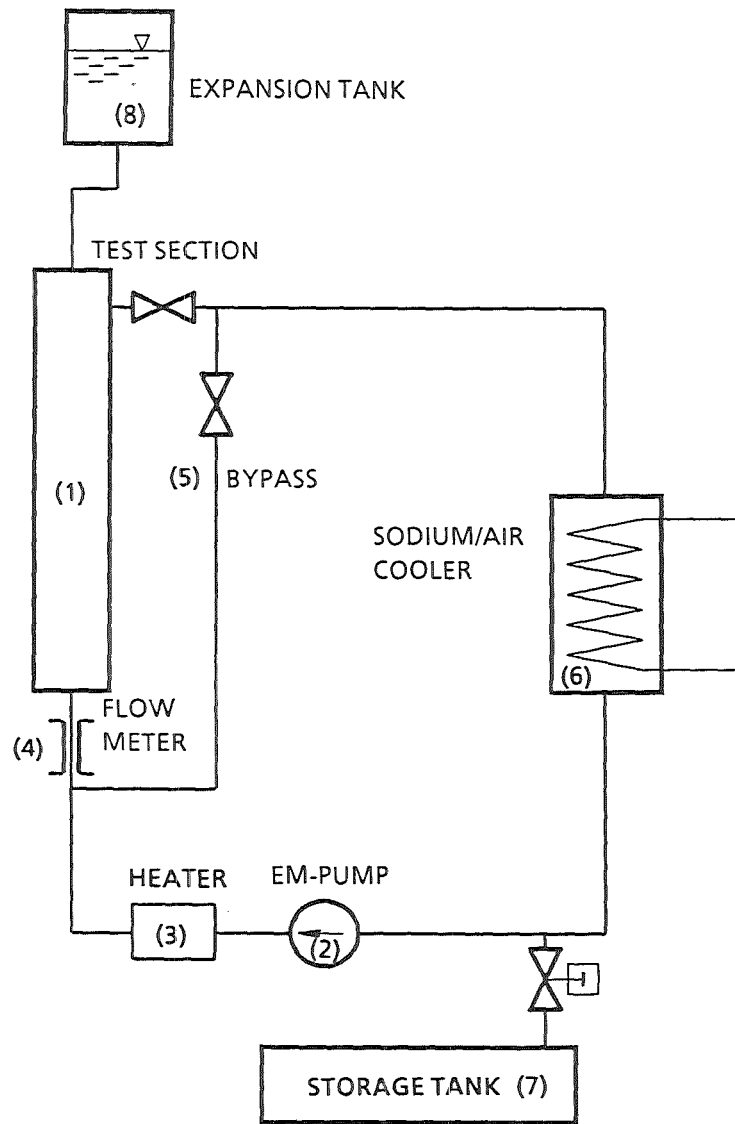 (8)
EXPANSION TANK
TEST SECTION
(1)
(5) BYPASS
SODIUM/AIR
COOLER
(6)
FLOW
METER
(4)
HEATER
(3)
EM-PUMP
(2)
STORAGE TANK (7)